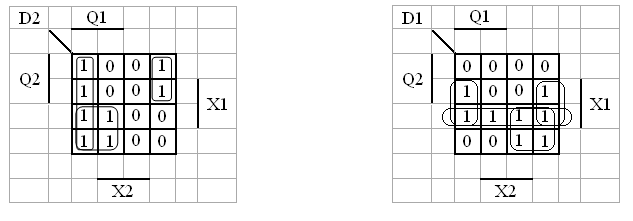 D2 Q1
1 0 0 1
Q2
1 0 0 1
X1
1 1 0 0
1 1 0 0
X2
D1 Q1
0 0 0 0
Q2
1 0 0 1
X1
1 1 1 1
0 0 1 1
X2